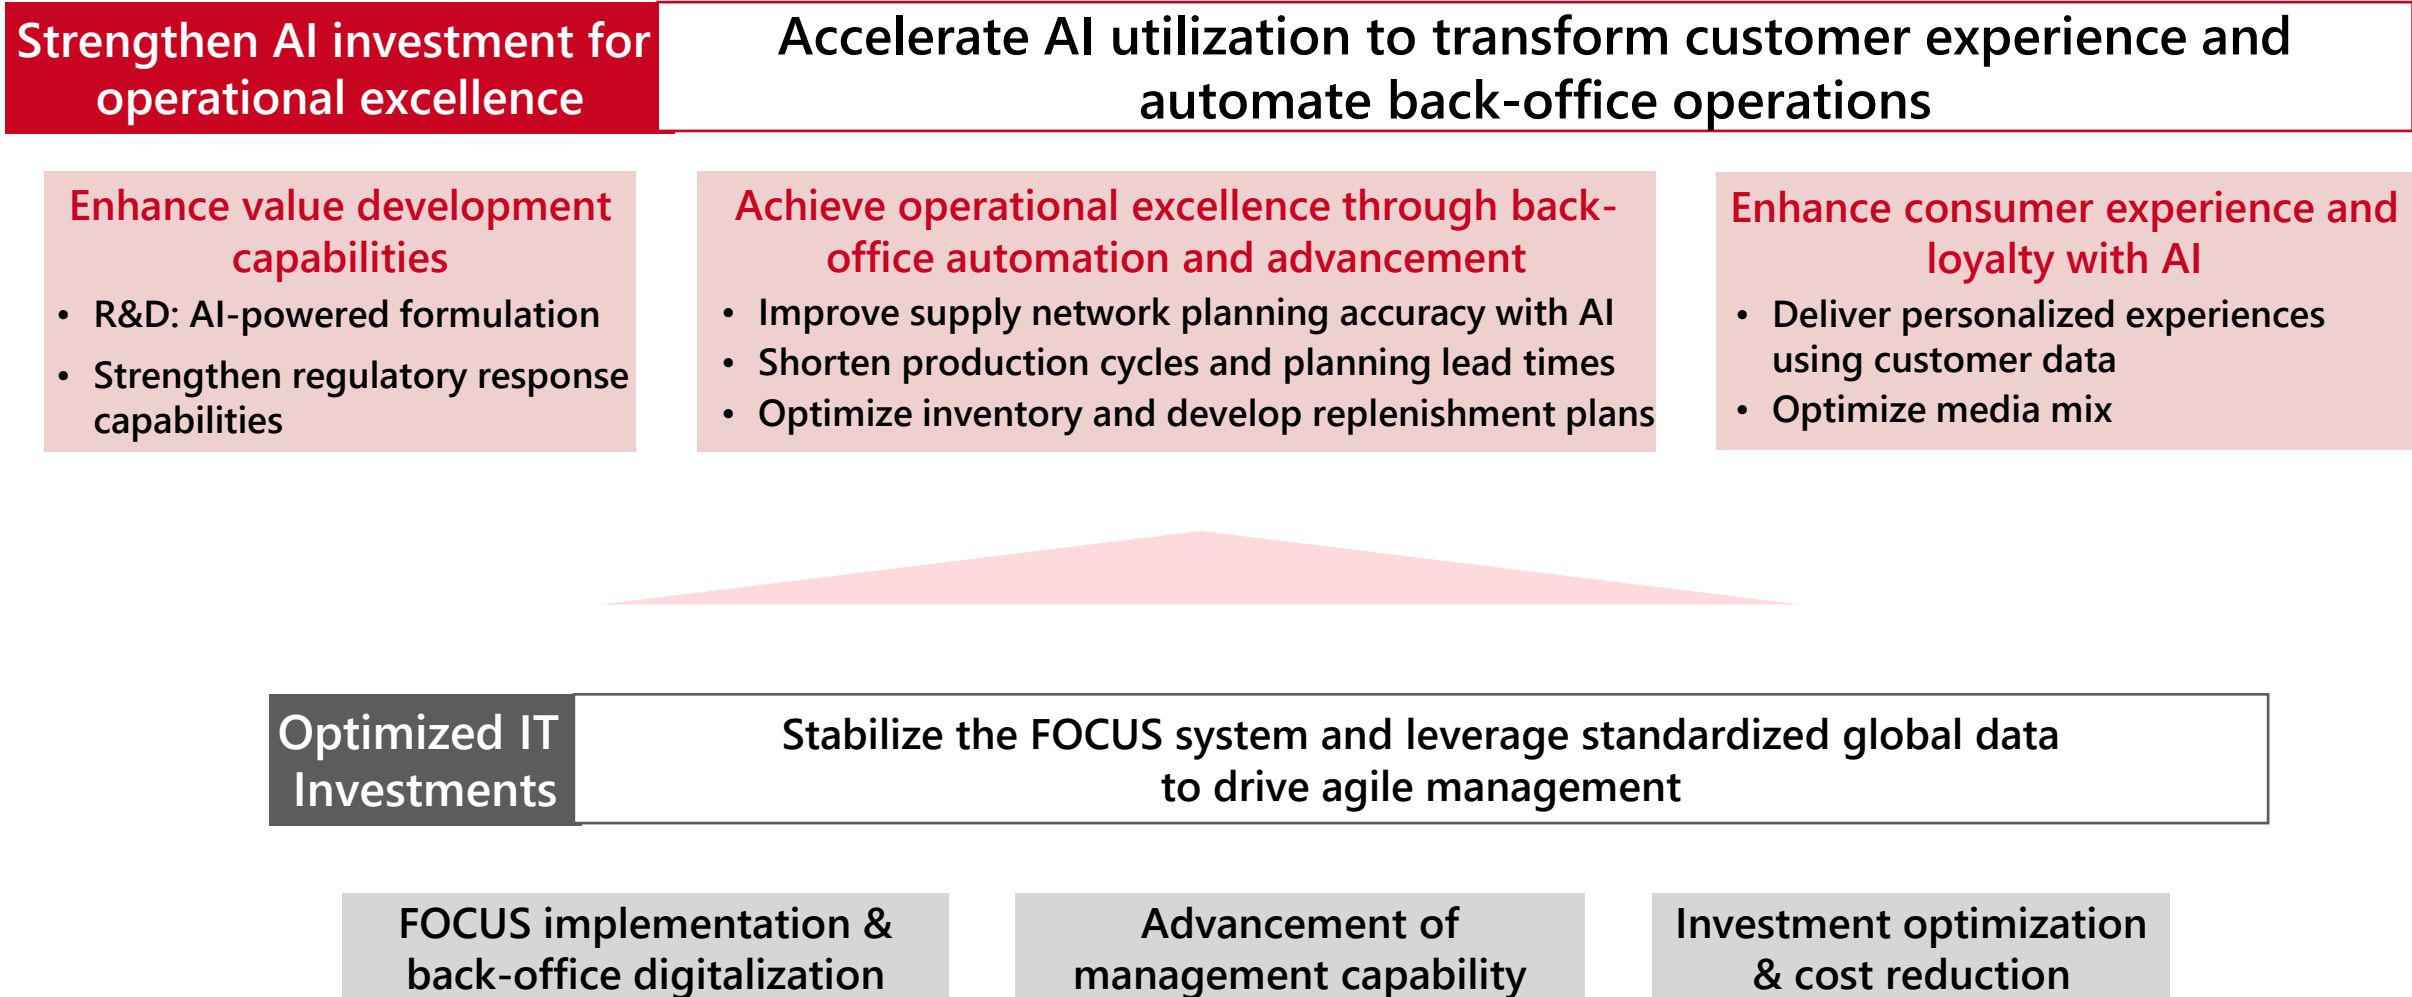 Strengthen AI investment for
operational excellence
Accelerate AI utilization to transform customer experience and
automate back-office operations
Enhance value development
capabilities
• R&D: AI-powered formulation
• Strengthen regulatory response
capabilities
Achieve operational excellence through back-
office automation and advancement
• Improve supply network planning accuracy with AI
• Shorten production cycles and planning lead times
• Optimize inventory and develop replenishment plans
Enhance consumer experience and
loyalty with AI
• Deliver personalized experiences
using customer data
• Optimize media mix
Optimized IT
Investments
Stabilize the FOCUS system and leverage standardized global data
to drive agile management
FOCUS implementation &
back-office digitalization
Advancement of
management capability
Investment optimization
& cost reduction